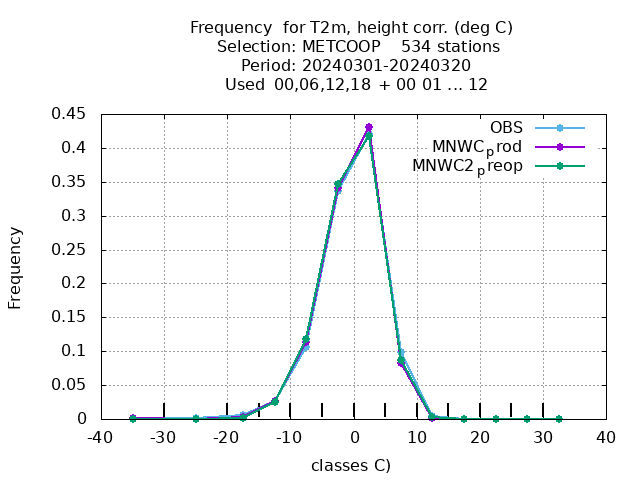 Frequency  for T2m, height corr. (deg C)
Selection: METCOOP    534 stations
Period: 20240301-20240320
Used  00,06,12,18  + 00 01 ... 12
OBS
MNWCprod
MNWC2preop
Frequency
0.45
0.4
0.35
0.3
0.25
0.2
0.15
0.1
0.05
0
-40 -30 -20 -10 0 10 20 30 40
classes C)